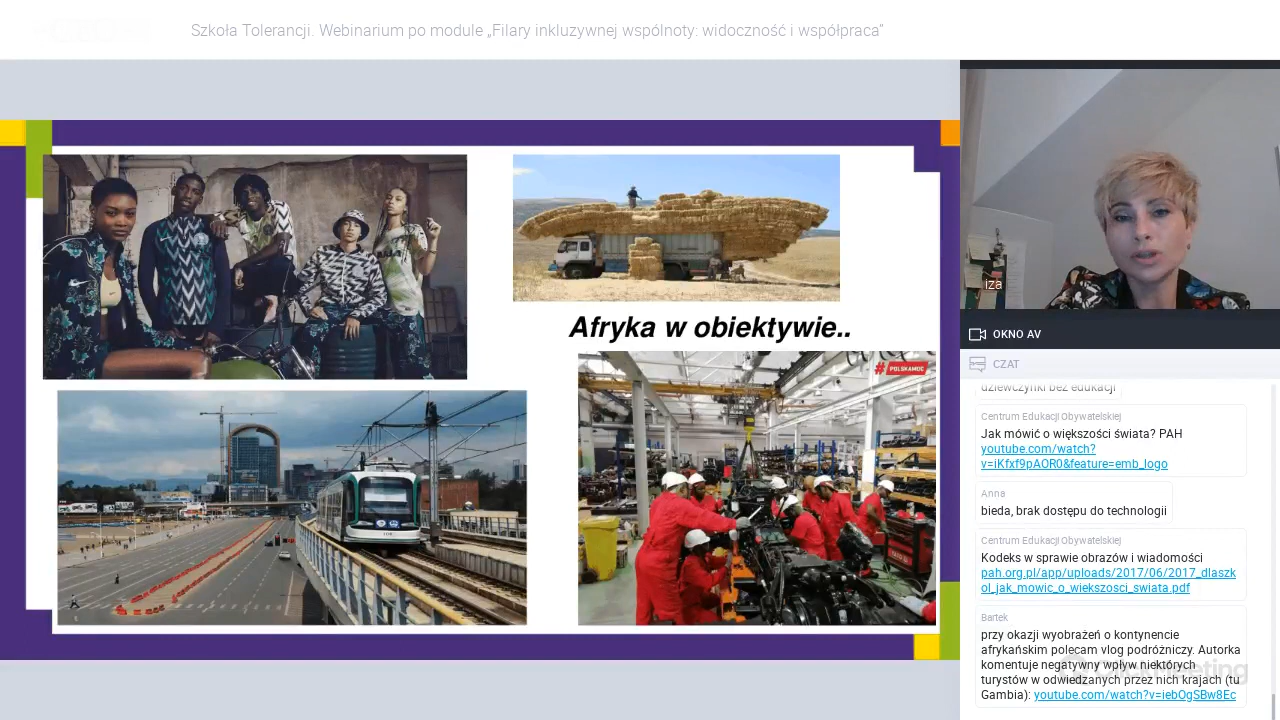 Szkoła Tolerancji. Webinarium po module „Filary inkluzywnej wspólnoty: widoczność i współpraca"
Afryka w obiektywie..
#POLSKAMOC
iza
OKNO AV
CZAT
dziewczynki bez edukacji
Centrum Edukacji Obywatelskiej
Jak mówić o większości świata? PAH
youtube.com/watch?
v=iKfxf9pAOR0&feature=emb_logo
Anna
bieda, brak dostępu do technologii
Centrum Edukacji Obywatelskiej
Kodeks w sprawie obrazów i wiadomości
pah.org.pl/app/uploads/2017/06/2017_dlaszk
ol_jak_mowic_o_wiekszosci_swiata.pdf
Bartek
przy okazji wyobrażeń o kontynencie
afrykańskim polecam vlog podróżniczy. Autorka
komentuje negatywny wpływ niektórych
turystów w odwiedzanych przez nich krajach (tu
Gambia): youtube.com/watch?v=iebOgSBw8Ec